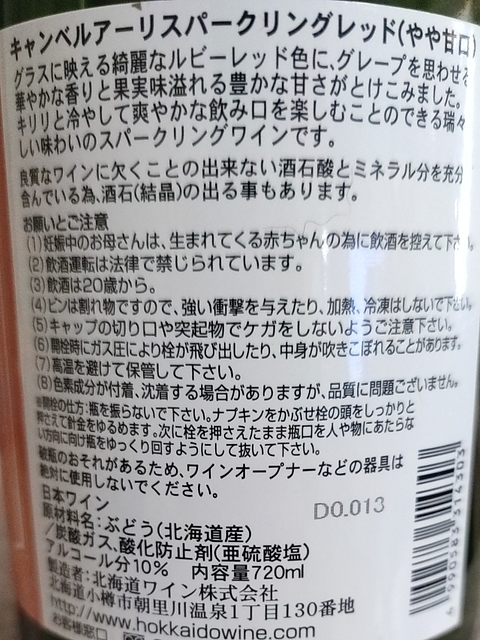 キャンベルアーリスパークリングレッド(やや甘口)
グラスに映える綺麗なルビーレッド色に、グレープを思わせる
華やかな香りと果実味溢れる豊かな甘さがとけこみました。
キリリと冷やして爽やかな飲み口を楽しむことのできる瑞々
しい味わいのスパークリングワインです。
良質なワインに欠くことの出来ない酒石酸とミネラル分を充分
含んでいる為、酒石(結晶)の出る事もあります。
お願いとご注意
(1)妊娠中のお母さんは、生まれてくる赤ちゃんの為に飲酒を控えて下さい。
(2)飲酒運転は法律で禁じられています。
(3)飲酒は20歳から。
(4)ビンは割れ物ですので、強い衝撃を与えたり、加熱、冷凍はしないで下さい。
(5)キャップの切り口や突起物でケガをしないようご注意下さい。
(6)開栓時にガス圧により栓が飛び出したり、中身が吹きこぼれることがあります。
(7)高温を避けて保管して下さい。
(8)色素成分が付着、沈着する場合がありますが、品質に問題ございません。
※開栓の仕方:瓶を振らないで下さい。ナプキンをかぶせ栓の頭をしっかりと
押さえて針金をゆるめます。次に栓を押さえたまま瓶口を人や物にあたらな
い方向に向け瓶をゆっくり回すようにして抜いて下さい。
破瓶のおそれがあるため、ワインオープナーなどの器具は
絶対に使用しないでください。
日本ワイン
D0.013
原材料名:ぶどう(北海道産)
/炭酸ガス、酸化防止剤(亜硫酸塩)
アルコール分10% 内容量720ml
製造者:北海道ワイン株式会社
北海道小樽市朝里川温泉1丁目130番地
http://www.hokkaidowine.com
お客様窓口
4990583314303